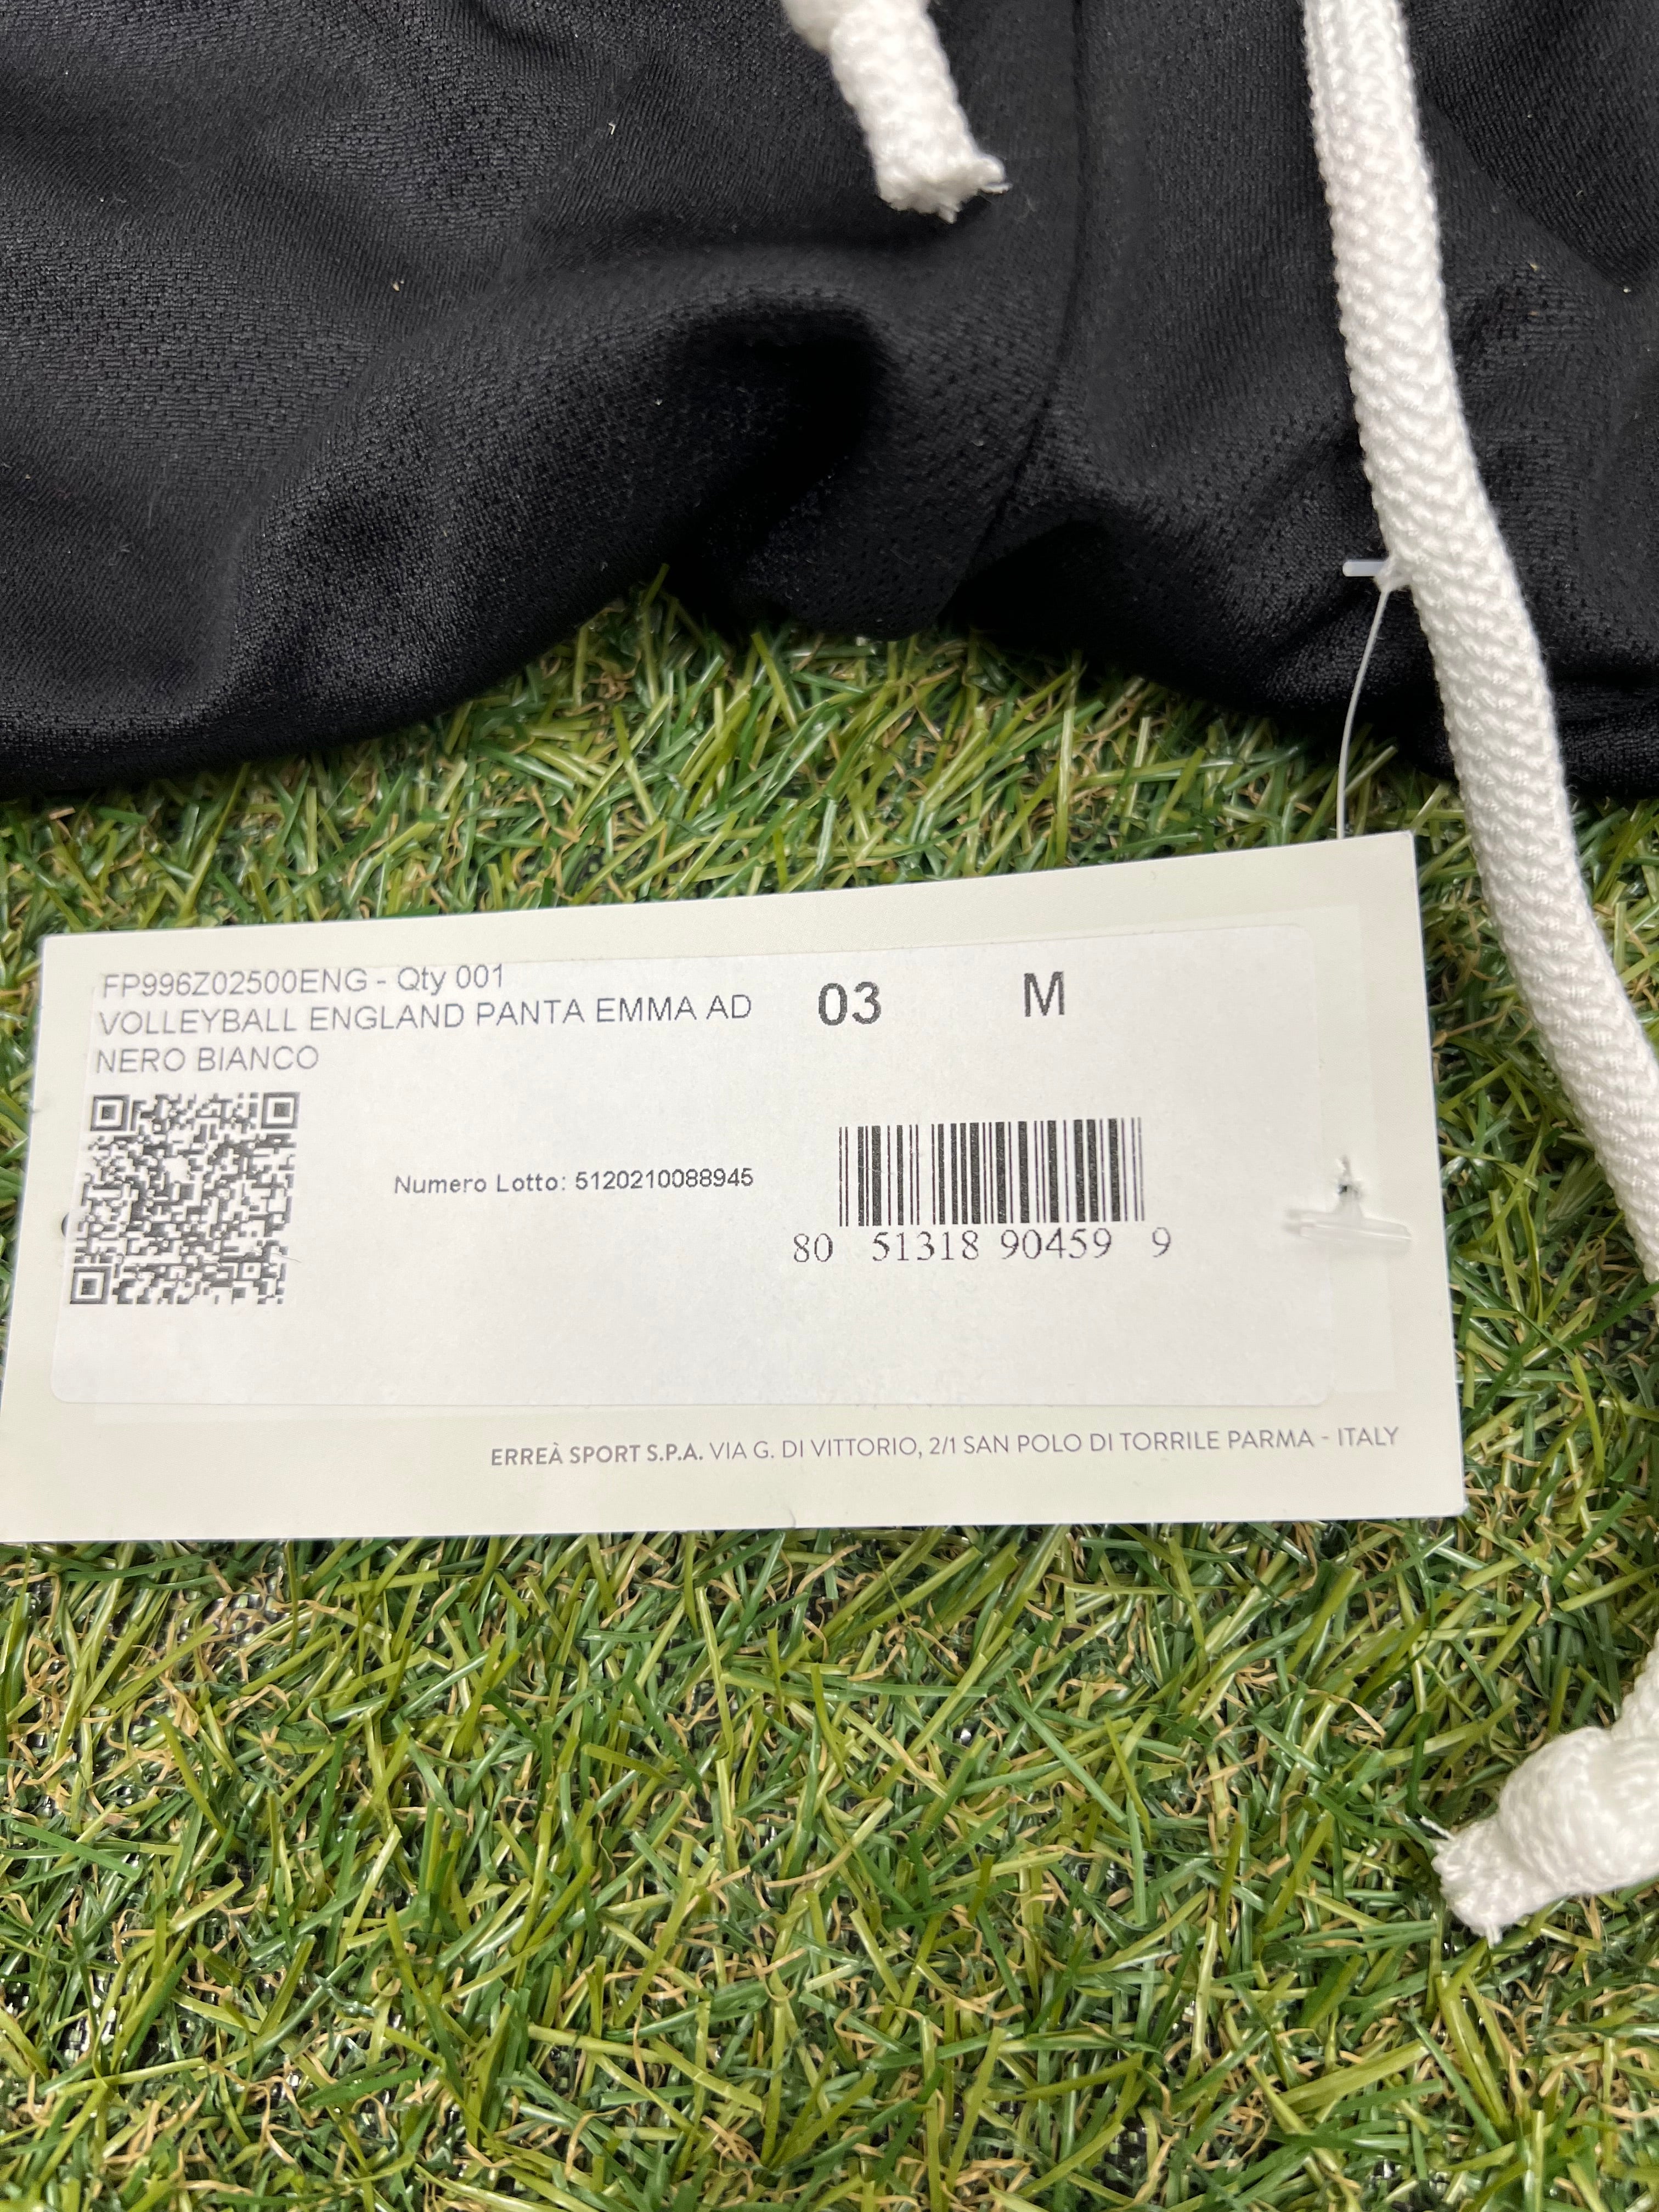 FP996Z02500ENG - Qty 001
VOLLEYBALL ENGLAND PANTA EMMA AD 03 M
NERO BIANCO
Numero Lotto: 5120210088945
80 51318 90459 9
ERREÀ SPORT S.P.A. VIA G. DI VITTORIO, 2/1 SAN POLO DI TORRILE PARMA - ITALY